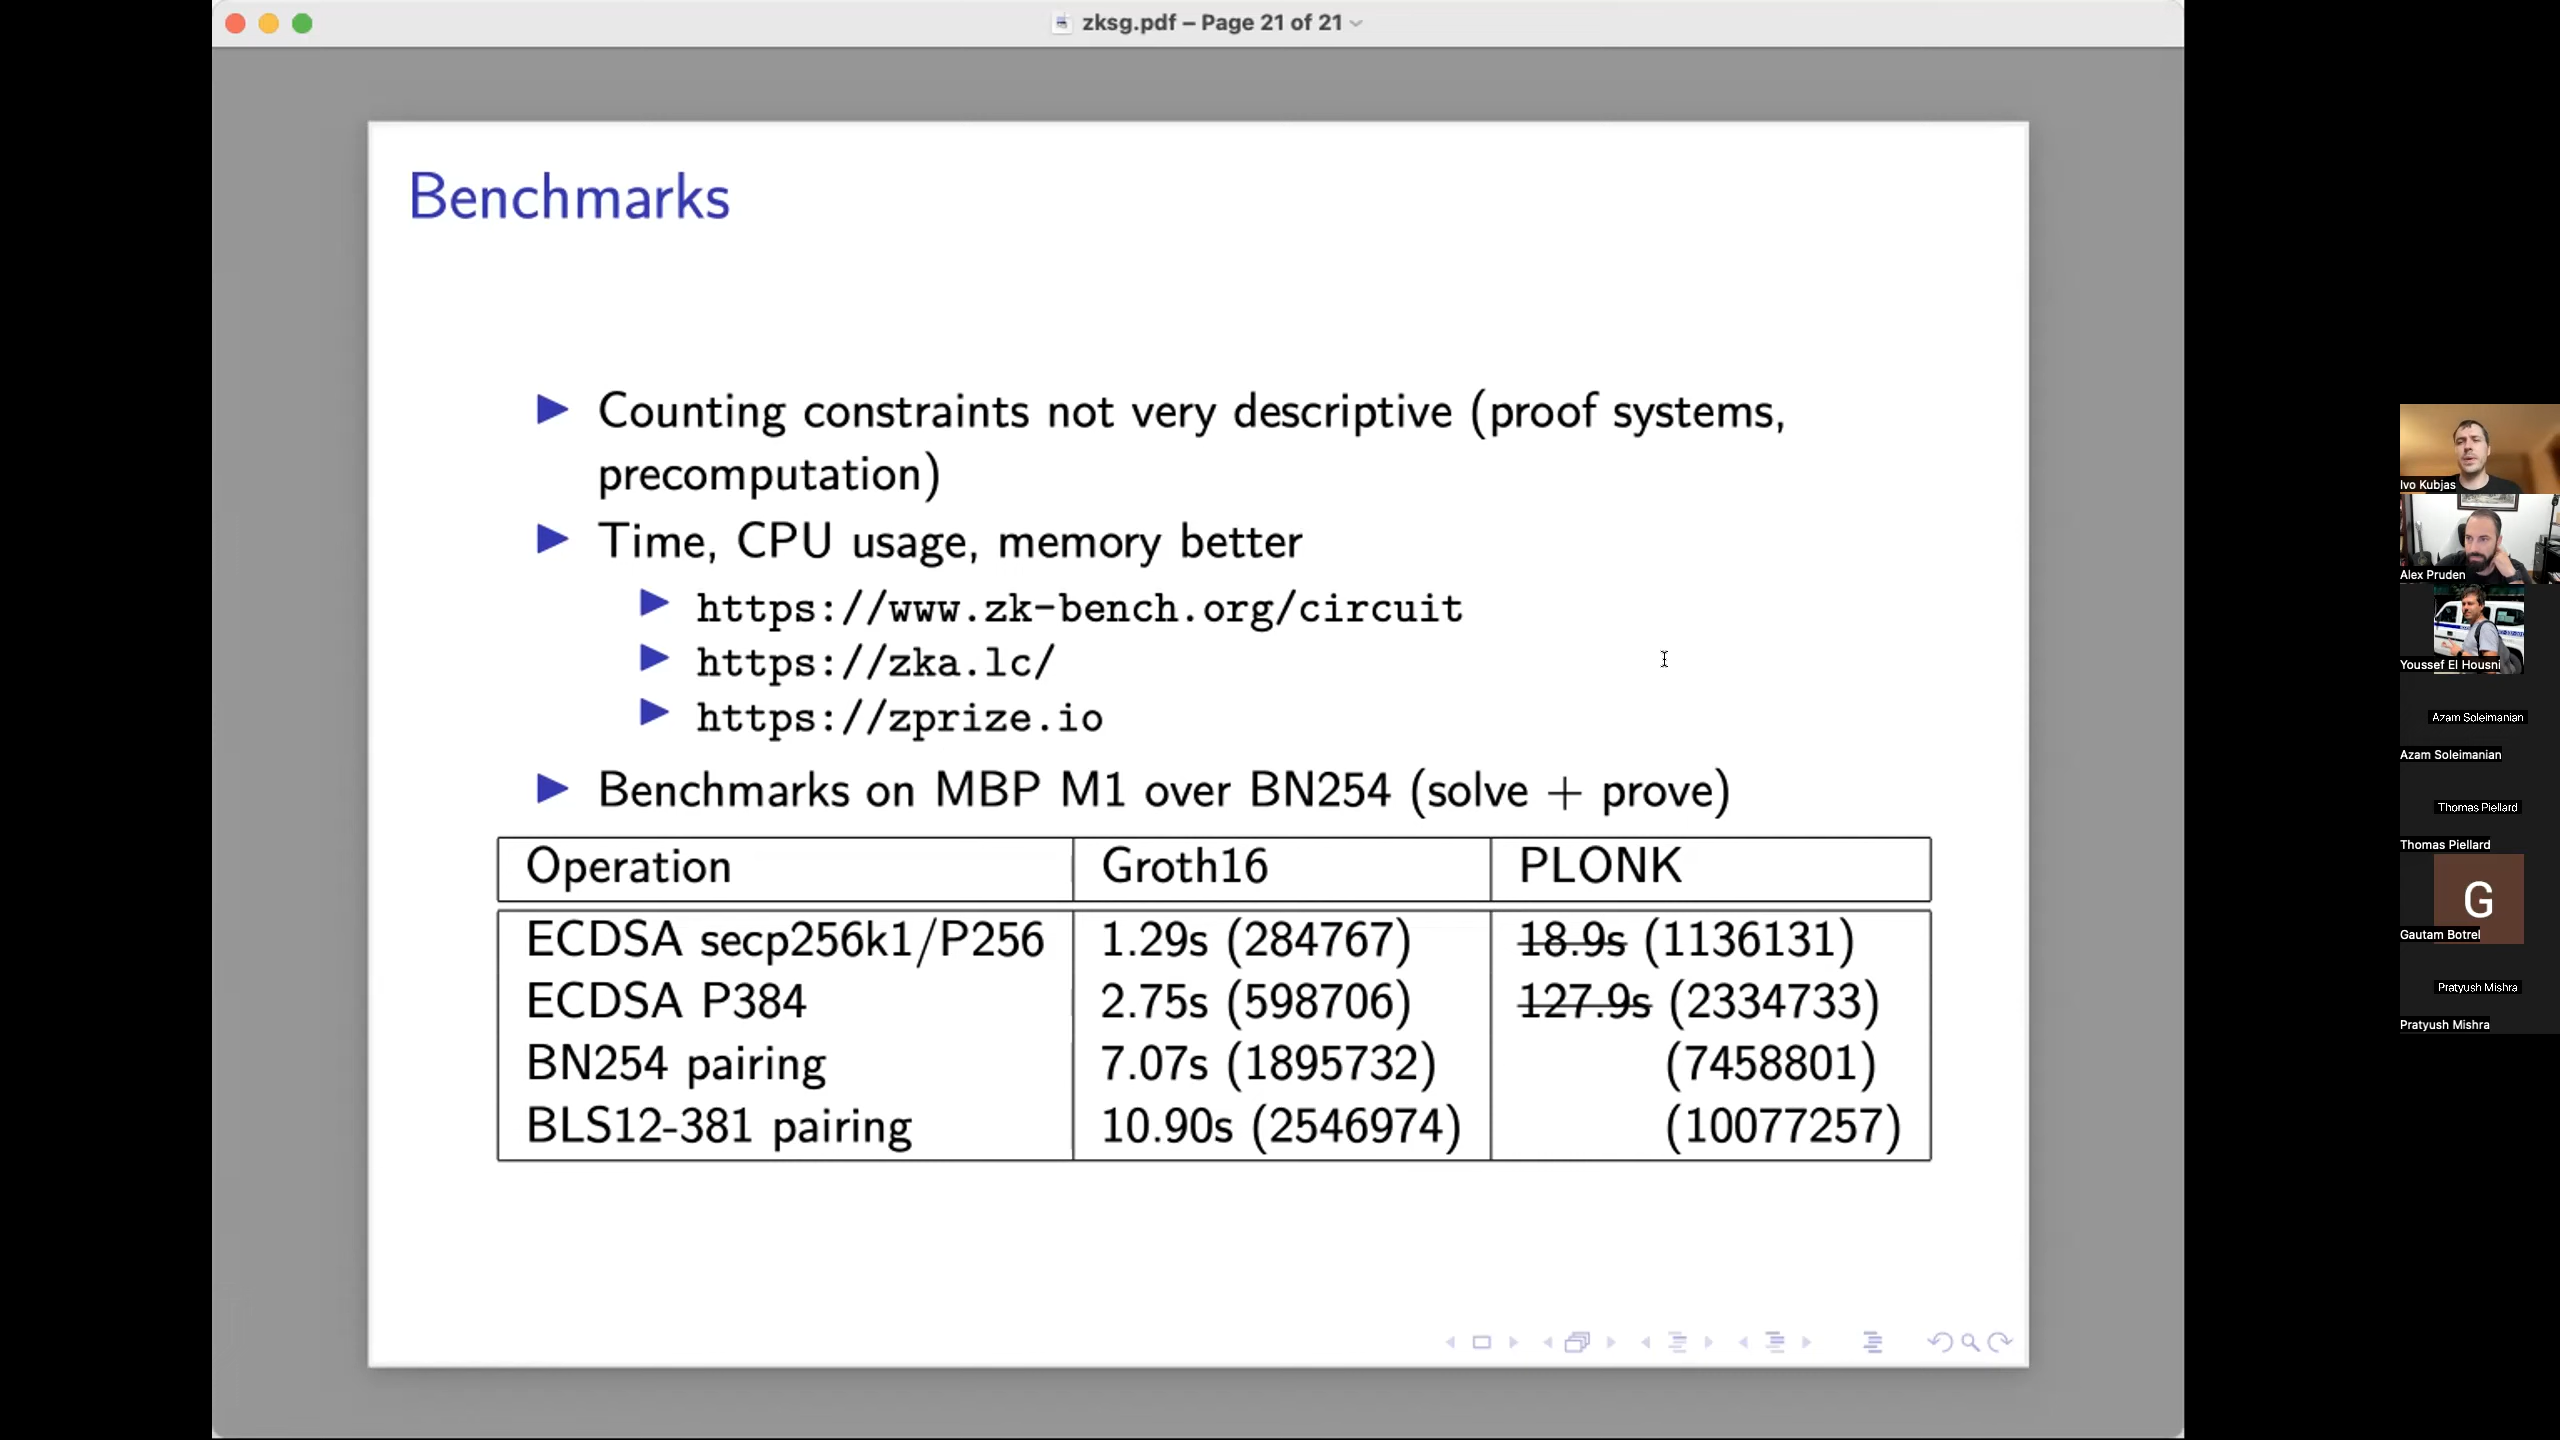 zksg.pdf – Page 21 of 21
Benchmarks
Counting constraints not very descriptive (proof systems,
precomputation)
Time, CPU usage, memory better
https://www.zk-bench.org/circuit
https://zka.lc/
https://zprize.io
Benchmarks on MBP M1 over BN254 (solve + prove)
Operation Groth16 PLONK
ECDSA secp256k1/P256 1.29s (284767) 18.9s (1136131)
ECDSA P384 2.75s (598706) 127.9s (2334733)
BN254 pairing 7.07s (1895732) (7458801)
BLS12-381 pairing 10.90s (2546974) (10077257)
Ivo Kubjas
Alex Pruden
Youssef El Housni
Azam Soleimanian
Azam Soleimanian
Thomas Piellard
Thomas Piellard
G
Gautam Botrel
Pratyush Mishra
Pratyush Mishra